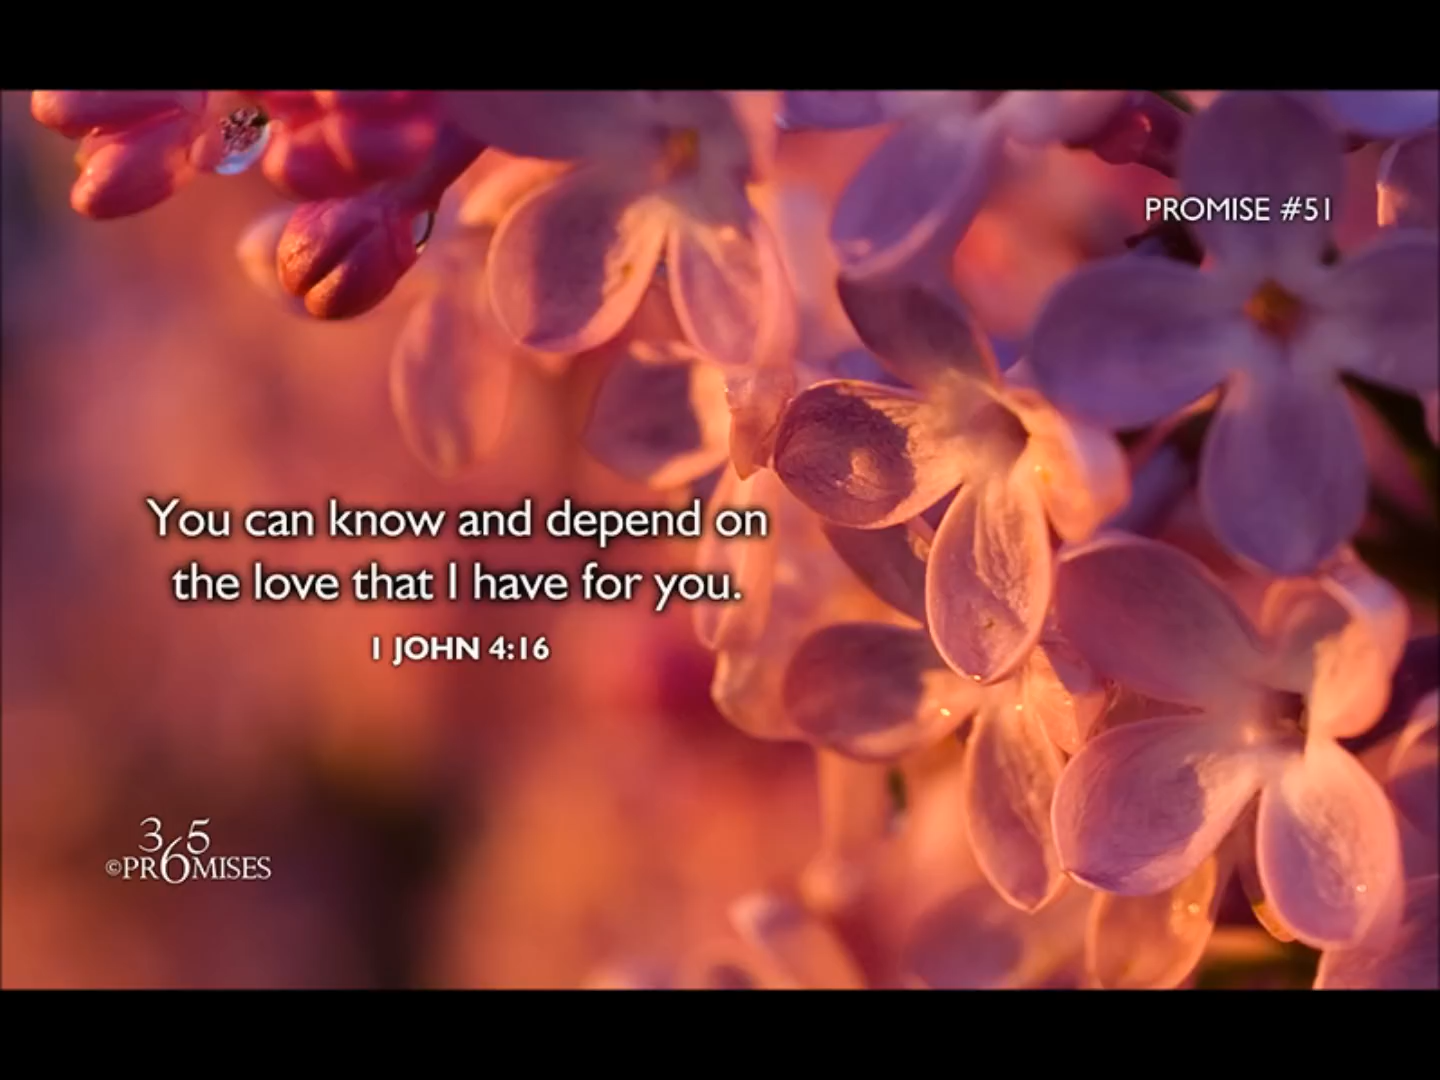 PROMISE #51
You can know and depend on
the love that I have for you.
1 JOHN 4:16
365
©PROMISES